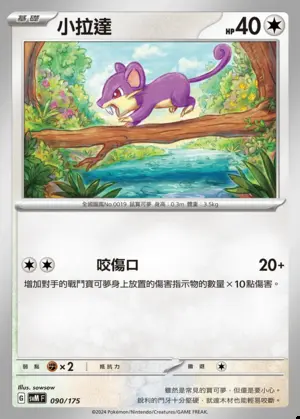 基礎
小拉達
HP40
全國圖鑑No.0019 鼠寶可夢 身高:0.3m 體重:3.5kg
咬傷口 20+
增加對手的戰鬥寶可夢身上放置的傷害指示物的數量×10點傷害。
弱點 ×2 抵抗力 撤退
Illus. sowsow
G SVM F 090/175
雖然是常見的寶可夢,但不可小看。
銳利的門牙十分堅硬,就連木材也能輕易咬斷。
©2024 Pokémon/Nintendo/Creatures/GAME FREAK.